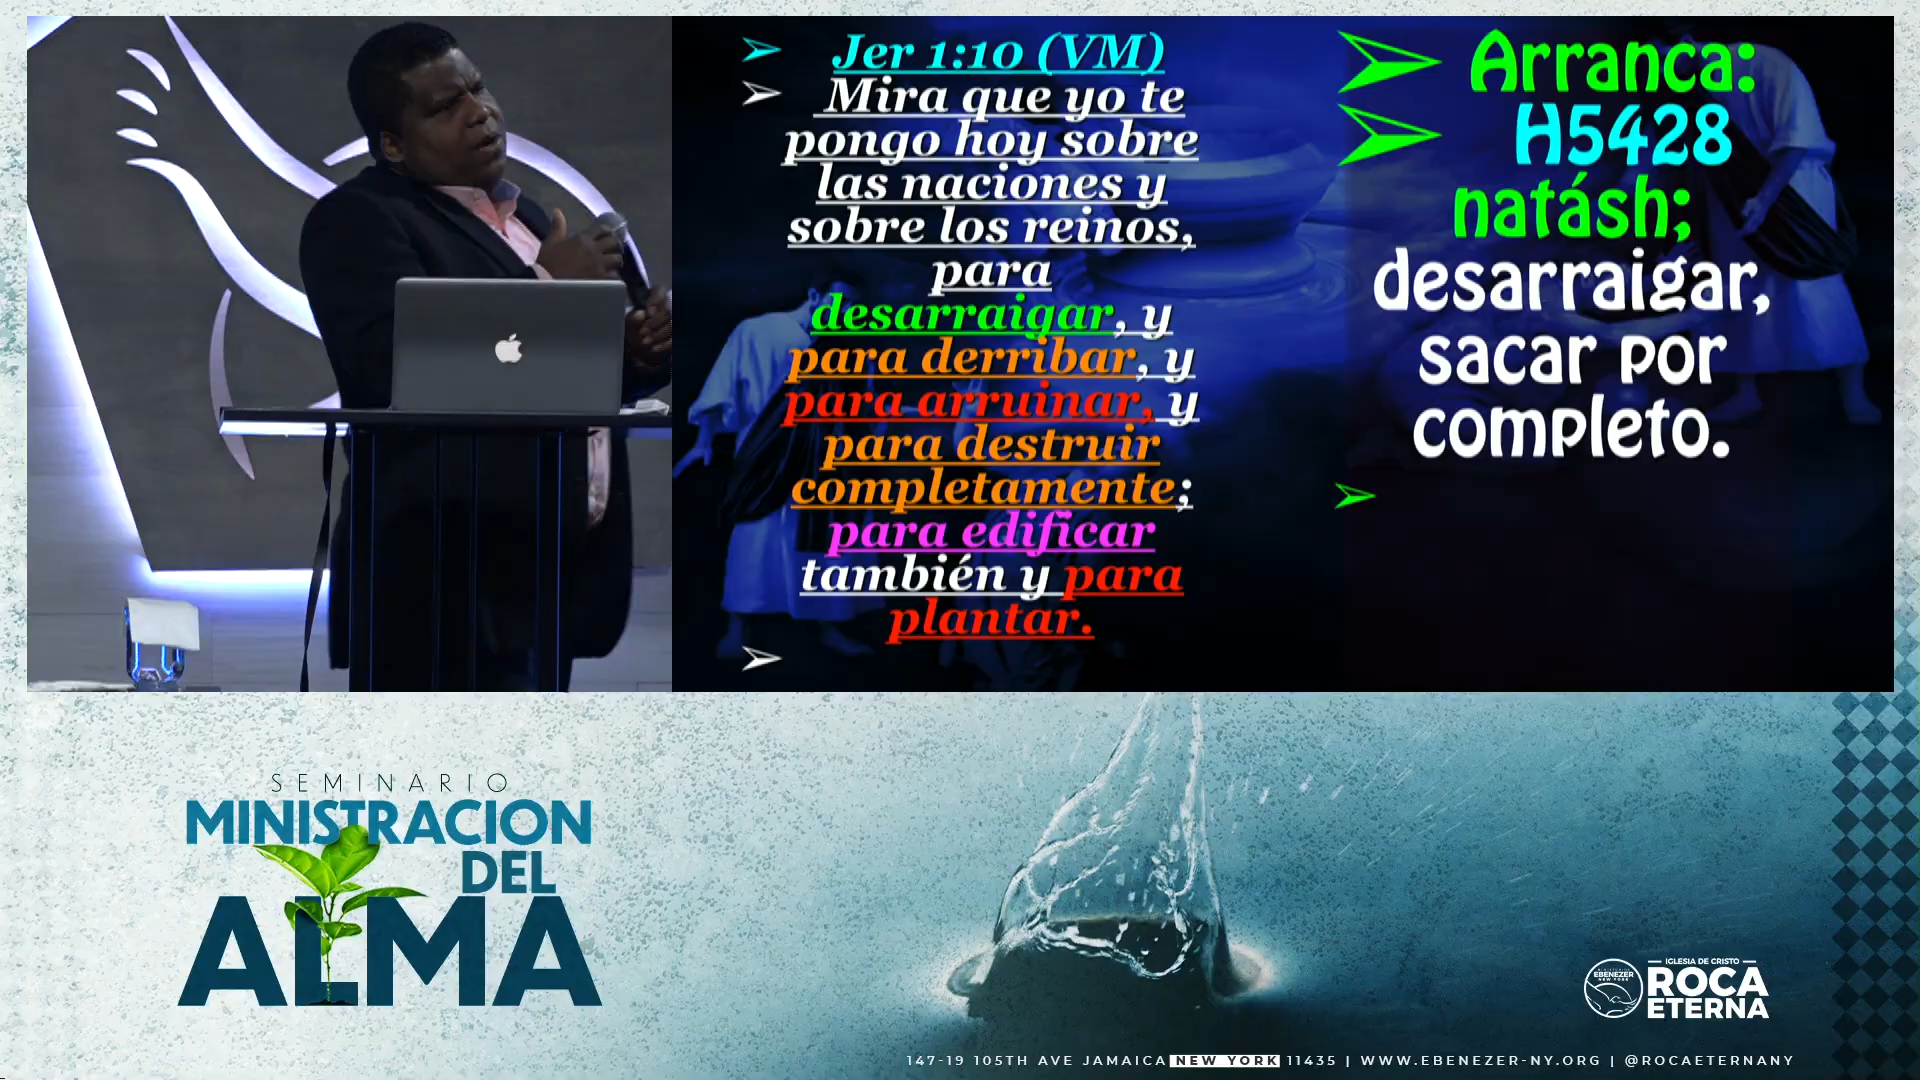 Jer 1:10 (VM)
Mira que yo te
pongo hoy sobre
las naciones y
sobre los reinos,
para
desarraigar, y
para derribar, y
para arruinar, y
para destruir
completamente;
para edificar
también y para
plantar.
Arranca:
H5428
natásh;
desarraigar,
sacar por
completo.
SEMINARIO
MINISTRACION
DEL
ALMA
IGLESIA DE CRISTO
ROCA
ETERNA
EBENEZER
147-19 105TH AVE JAMAICA NEW YORK 11435 | WWW.EBENEZER-NY.ORG | @ROCAETERNANY